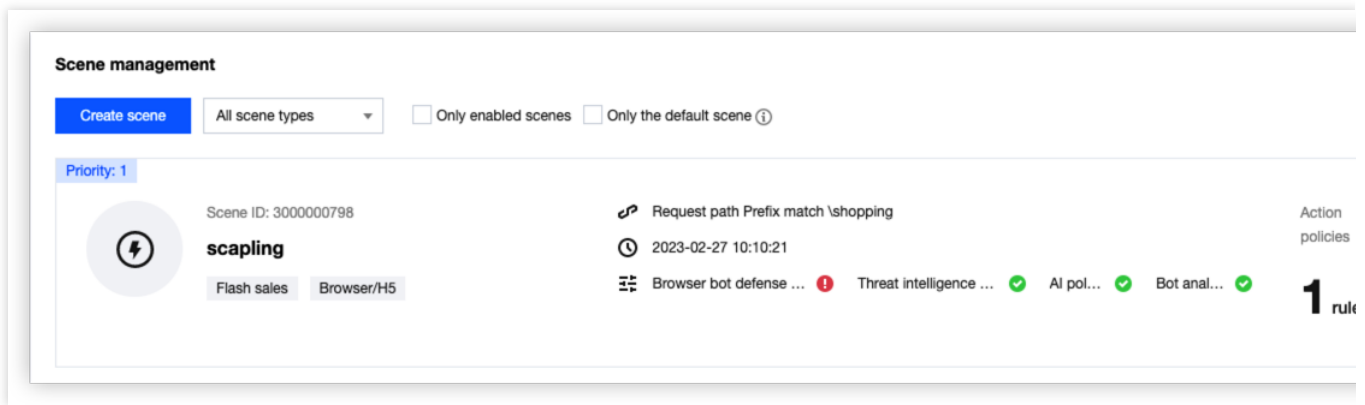 Scene management
Create scene All scene types Only enabled scenes Only the default scene
Priority: 1
Scene ID: 3000000798
scapling
Flash sales Browser/H5
Request path Prefix match \shopping
2023-02-27 10:10:21
Browser bot defense ... Threat intelligence ... AI pol... Bot anal...
Action
policies
1 rule